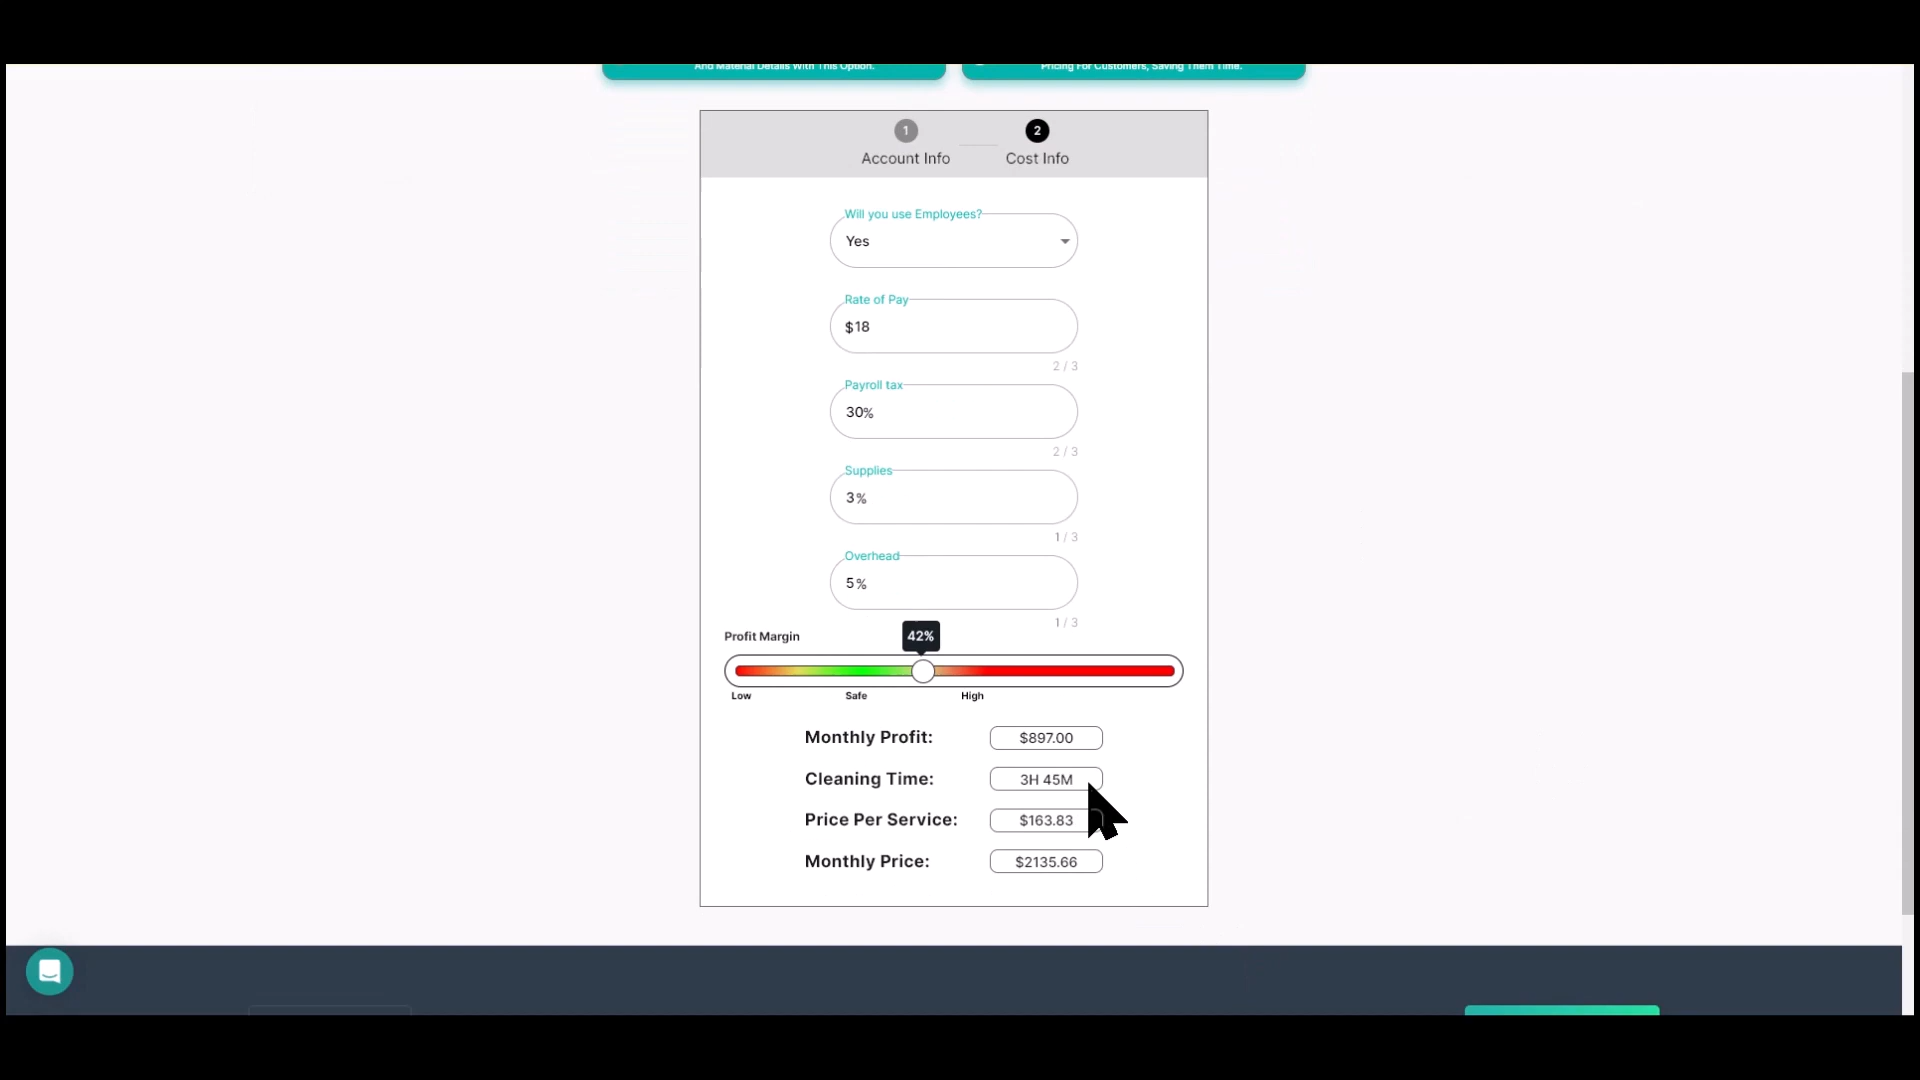 And Material Details With This Option.
Pricing For Customers, Saving Them Time.
1
2
Account Info
Cost Info
Will you use Employees?
Yes
Rate of Pay
$18
2 / 3
Payroll tax
30%
2 / 3
Supplies
3%
1 / 3
Overhead
5%
1 / 3
Profit Margin
42%
Low
Safe
High
Monthly Profit:
$897.00
Cleaning Time:
3H 45M
Price Per Service:
$163.83
Monthly Price:
$2135.66